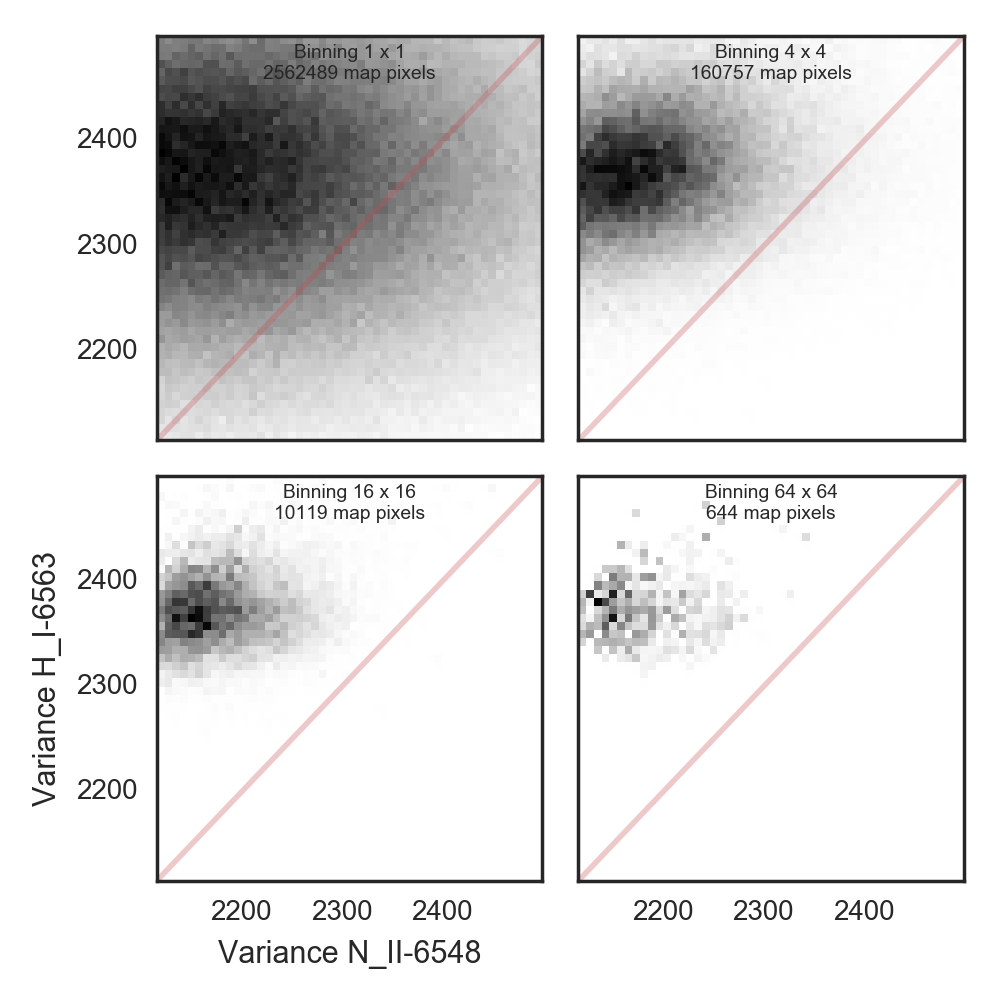 Binning 1 x 1
2562489 map pixels
Binning 4 x 4
160757 map pixels
2400
2300
2200
Binning 16 x 16
10119 map pixels
Binning 64 x 64
644 map pixels
2400
2300
2200
Variance H_I-6563
2200 2300 2400
2200 2300 2400
Variance N_II-6548